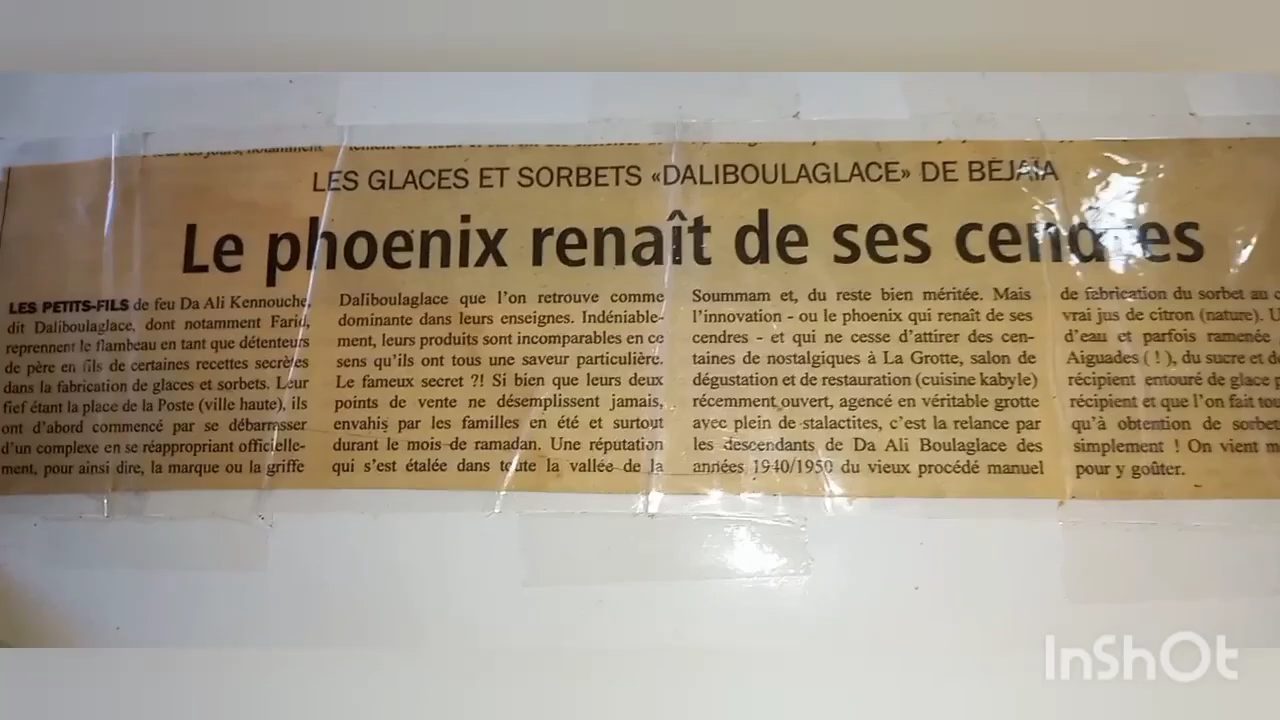 LES GLACES ET SORBETS «DALIBOULAGLACE» DE BÉJAÏA
Le phoenix renaît de ses cendres
LES PETITS-FILS de feu Da Ali Kennouche,
dit Daliboulaglace, dont notamment Farid,
reprennent le flambeau en tant que détenteurs
de père en fils de certaines recettes secrètes
dans la fabrication de glaces et sorbets. Leur
fief étant la place de la Poste (ville haute), ils
ont d'abord commencé par se débarrasser
d'un complexe en se réappropriant officielle-
ment, pour ainsi dire, la marque ou la griffe
Daliboulaglace que l'on retrouve comme
dominante dans leurs enseignes. Indéniable-
ment, leurs produits sont incomparables en ce
sens qu'ils ont tous une saveur particulière.
Le fameux secret ?! Si bien que leurs deux
points de vente ne désemplissent jamais,
envahis par les familles en été et surtout
durant le mois de ramadan. Une réputation
qui s'est étalée dans toute la vallée de la
Soummam et, du reste bien méritée. Mais
l'innovation - ou le phoenix qui renaît de ses
cendres - et qui ne cesse d'attirer des cen-
taines de nostalgiques à La Grotte, salon de
dégustation et de restauration (cuisine kabyle)
récemment ouvert, agencé en véritable grotte
avec plein de stalactites, c'est la relance par
les descendants de Da Ali Boulaglace des
années 1940/1950 du vieux procédé manuel
de fabrication du sorbet au
vrai jus de citron (nature).
d'eau et parfois ramenée
Aiguades ( ! ), du sucre et
récipient entouré de glace
récipient et que l'on fait
qu'à obtention de sorbet
simplement ! On vient
pour y goûter.
InShOt